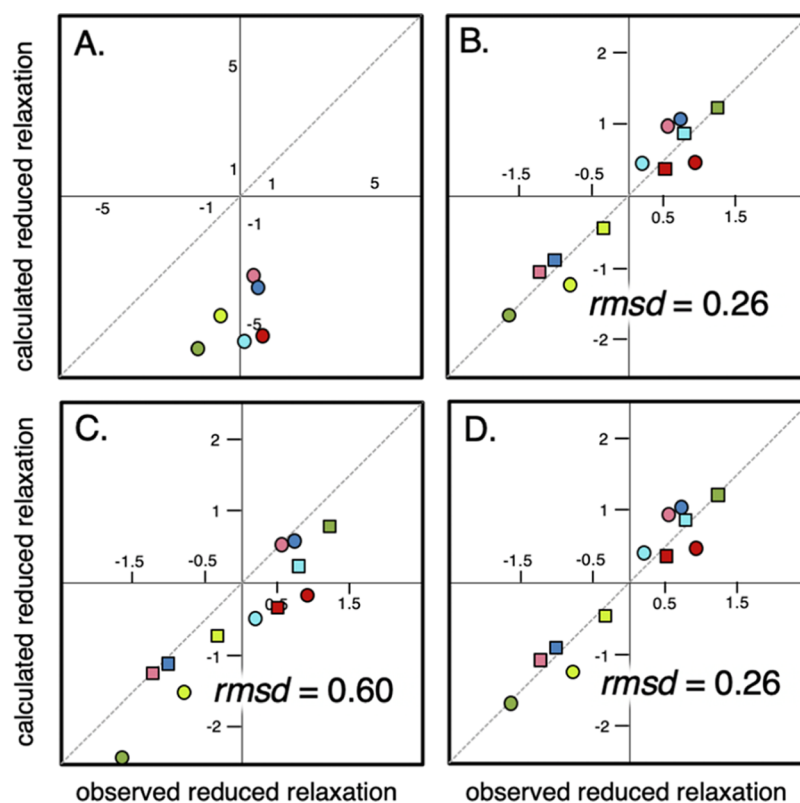 A.
5
1
1
5
-5
-1
-1
-5
calculated reduced relaxation
B.
2
1
-1.5
-0.5
0.5
1.5
-1
rmsd = 0.26
-2
C.
2
1
-1.5
-0.5
0.5
1.5
-1
rmsd = 0.60
-2
calculated reduced relaxation
observed reduced relaxation
D.
2
1
-1.5
-0.5
0.5
1.5
-1
rmsd = 0.26
-2
observed reduced relaxation